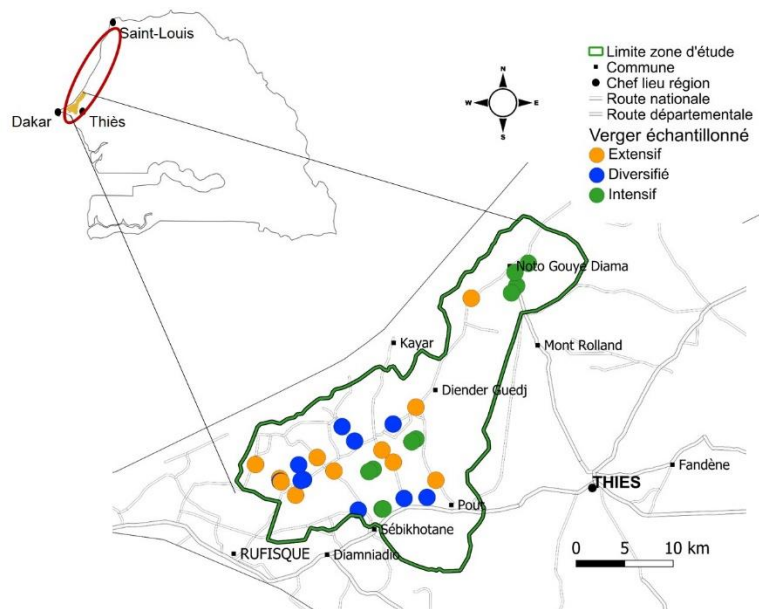 Saint-Louis
Dakar
Thiès
N
W
E
S
Limite zone d'étude
Commune
Chef lieu région
Route nationale
Route départementale
Verger échantillonné
Extensif
Diversifié
Intensif
Noto Gouye Diama
Kayar
Mont Rolland
Diender Guedj
Fandène
THIES
Pout
Sébikhotane
RUFISQUE
Diamniadio
0 5 10 km